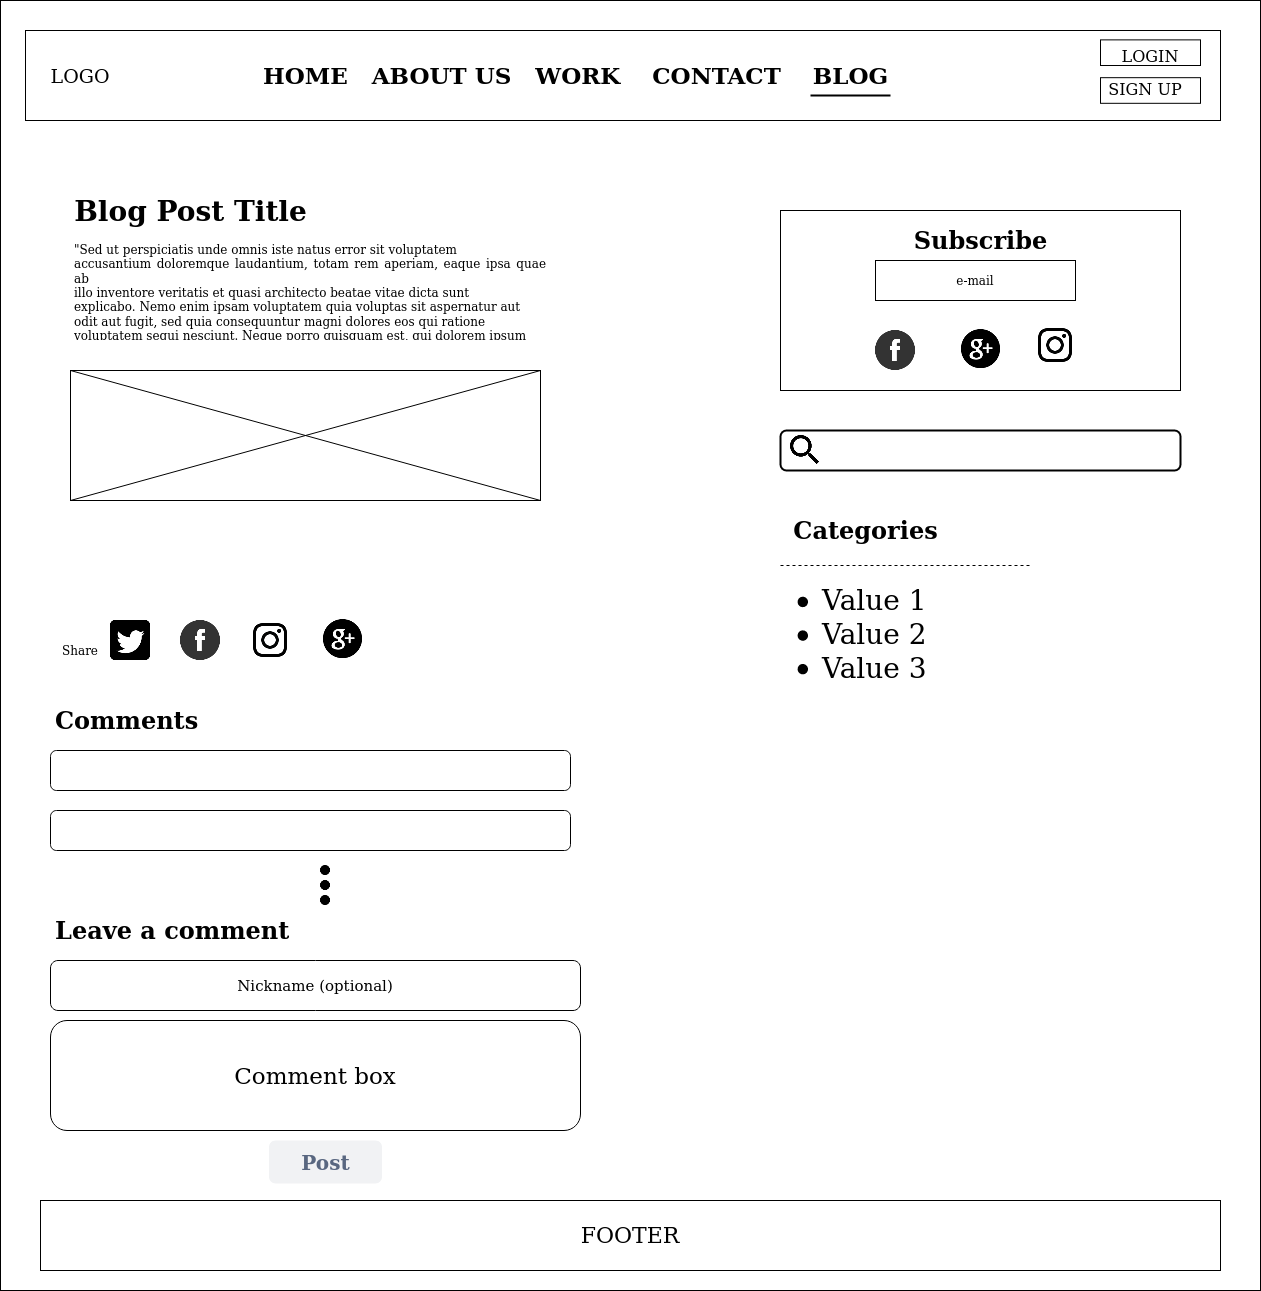 LOGO
HOME
ABOUT US
WORK
CONTACT
BLOG
LOGIN
SIGN UP
Blog Post Title
"Sed ut perspiciatis unde omnis iste natus error sit voluptatem
accusantium doloremque laudantium, totam rem aperiam, eaque ipsa quae
ab
illo inventore veritatis et quasi architecto beatae vitae dicta sunt
explicabo. Nemo enim ipsam voluptatem quia voluptas sit aspernatur aut
odit aut fugit, sed quia consequuntur magni dolores eos qui ratione
voluptatem sequi nesciunt. Neque porro quisquam est, qui dolorem ipsum
Share
Comments
Leave a comment
Nickname (optional)
Comment box
Post
Subscribe
e-mail
Categories
Value 1
Value 2
Value 3
FOOTER